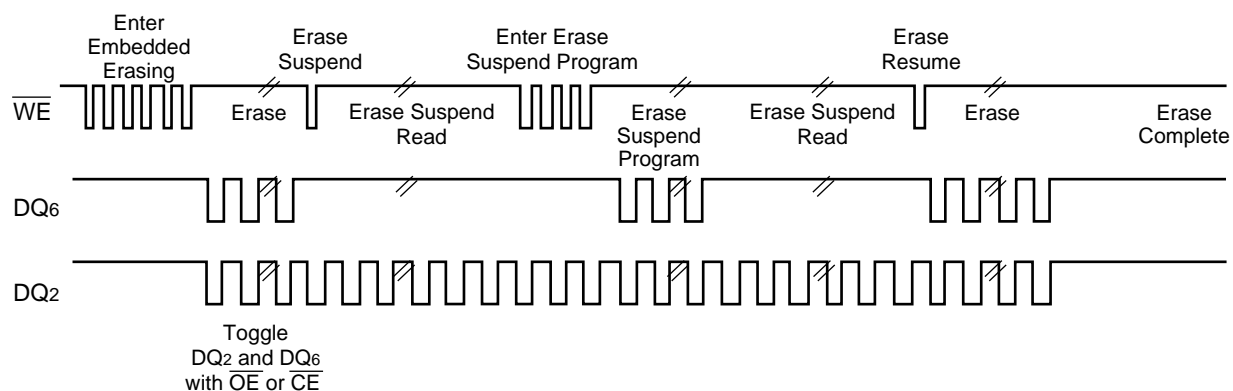 Enter
Embedded
Erasing
Erase
Suspend
Enter Erase
Suspend Program
Erase
Resume
WE
Erase
Erase Suspend
Read
Erase
Suspend
Program
Erase Suspend
Read
Erase
Erase
Complete
DQ6
DQ2
Toggle
DQ2 and DQ6
with OE or CE